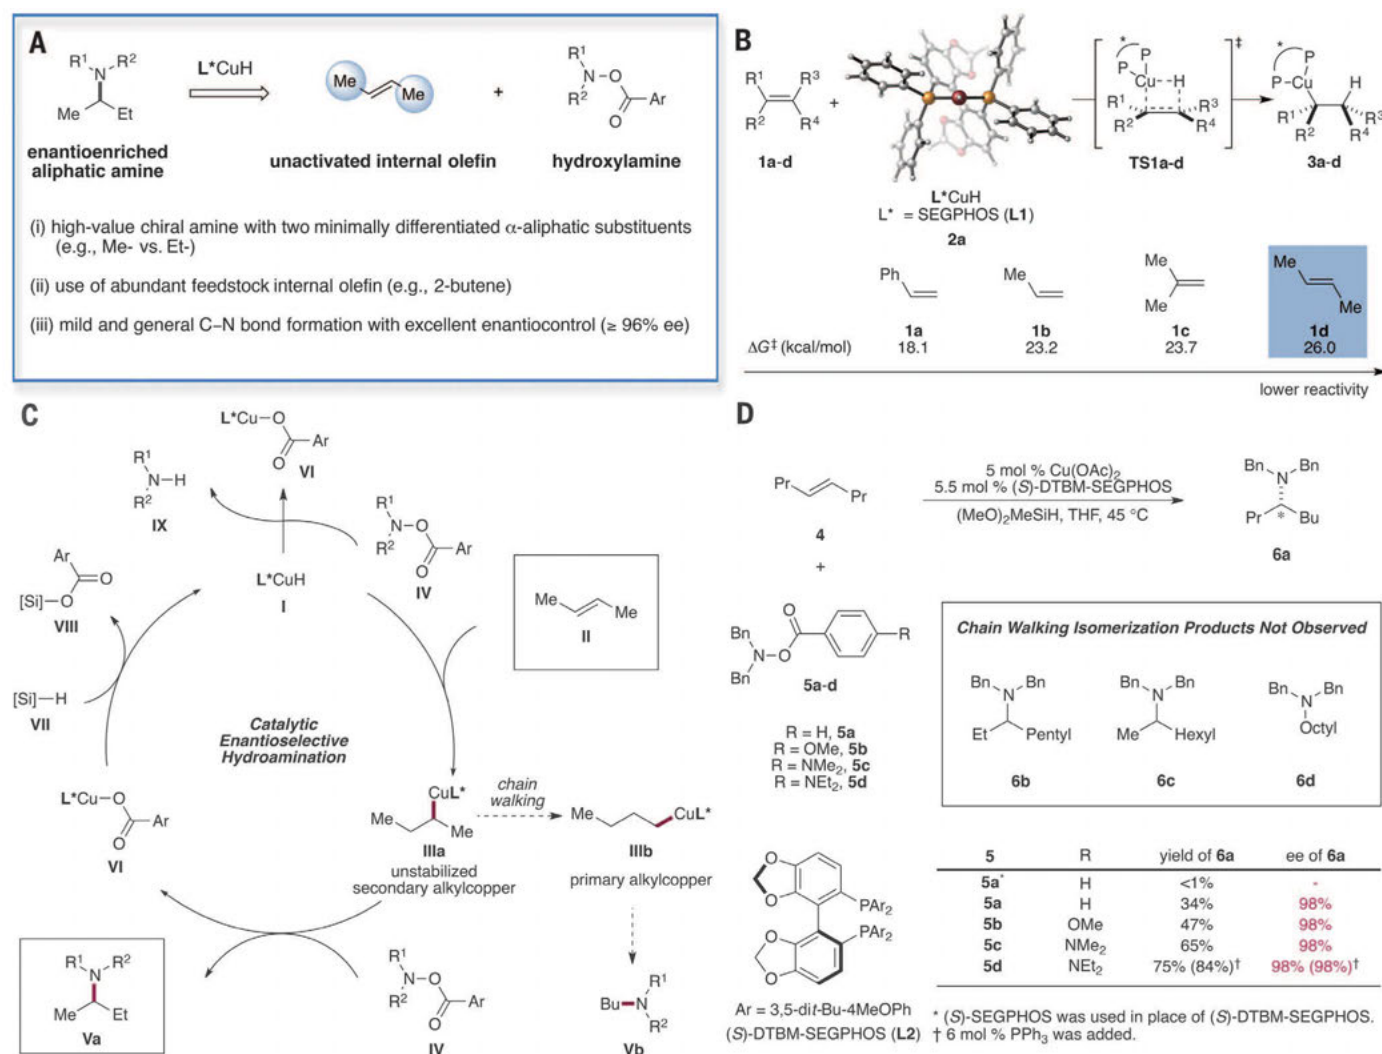 A
R¹
R²
N
Me
Et
enantioenriched
aliphatic amine
L*CuH
Me
Me
unactivated internal olefin
+
R¹
N
O
R²
O
Ar
hydroxylamine
(i) high-value chiral amine with two minimally differentiated α-aliphatic substituents
(e.g., Me- vs. Et-)
(ii) use of abundant feedstock internal olefin (e.g., 2-butene)
(iii) mild and general C–N bond formation with excellent enantiocontrol (≥ 96% ee)
B
R¹
R³
R²
R⁴
1a-d
+
L*CuH
L* = SEGPHOS (L1)
2a
*
P
P
Cu
H
R¹
R²
R³
R⁴
‡
TS1a-d
*
P
P
Cu
H
R¹
R²
R³
R⁴
3a-d
Ph
Me
Me
Me
Me
Me
1a
1b
1c
1d
ΔG‡ (kcal/mol)
18.1
23.2
23.7
26.0
lower reactivity
C
L*Cu
O
O
Ar
VI
R¹
N
H
R²
IX
R¹
N
O
R²
O
Ar
IV
Ar
O
[Si]
O
VIII
L*CuH
I
Me
Me
II
[Si]
H
VII
Catalytic
Enantioselective
Hydroamination
CuL*
Me
Me
IIIa
unstabilized
secondary alkylcopper
chain
walking
Me
CuL*
IIIb
primary alkylcopper
L*Cu
O
O
Ar
VI
R¹
R²
N
Me
Et
Va
R¹
N
O
R²
O
Ar
IV
Bu
N
R¹
R²
Vb
D
Pr
Pr
4
+
5 mol % Cu(OAc)₂
5.5 mol % (S)-DTBM-SEGPHOS
(MeO)₂MeSiH, THF, 45 °C
Bn
Bn
N
Pr
*
Bu
6a
O
Bn
N
O
Bn
R
5a-d
R = H, 5a
R = OMe, 5b
R = NMe₂, 5c
R = NEt₂, 5d
Chain Walking Isomerization Products Not Observed
Bn
Bn
N
Et
Pentyl
6b
Bn
Bn
N
Me
Hexyl
6c
Bn
Bn
N
Octyl
6d
O
O
PAr₂
PAr₂
O
O
Ar = 3,5-dit-Bu-4MeOPh
(S)-DTBM-SEGPHOS (L2)
5 R yield of 6a ee of 6a
5a* H <1% -
5a H 34% 98%
5b OMe 47% 98%
5c NMe₂ 65% 98%
5d NEt₂ 75% (84%)† 98% (98%)†
* (S)-SEGPHOS was used in place of (S)-DTBM-SEGPHOS.
† 6 mol % PPh₃ was added.